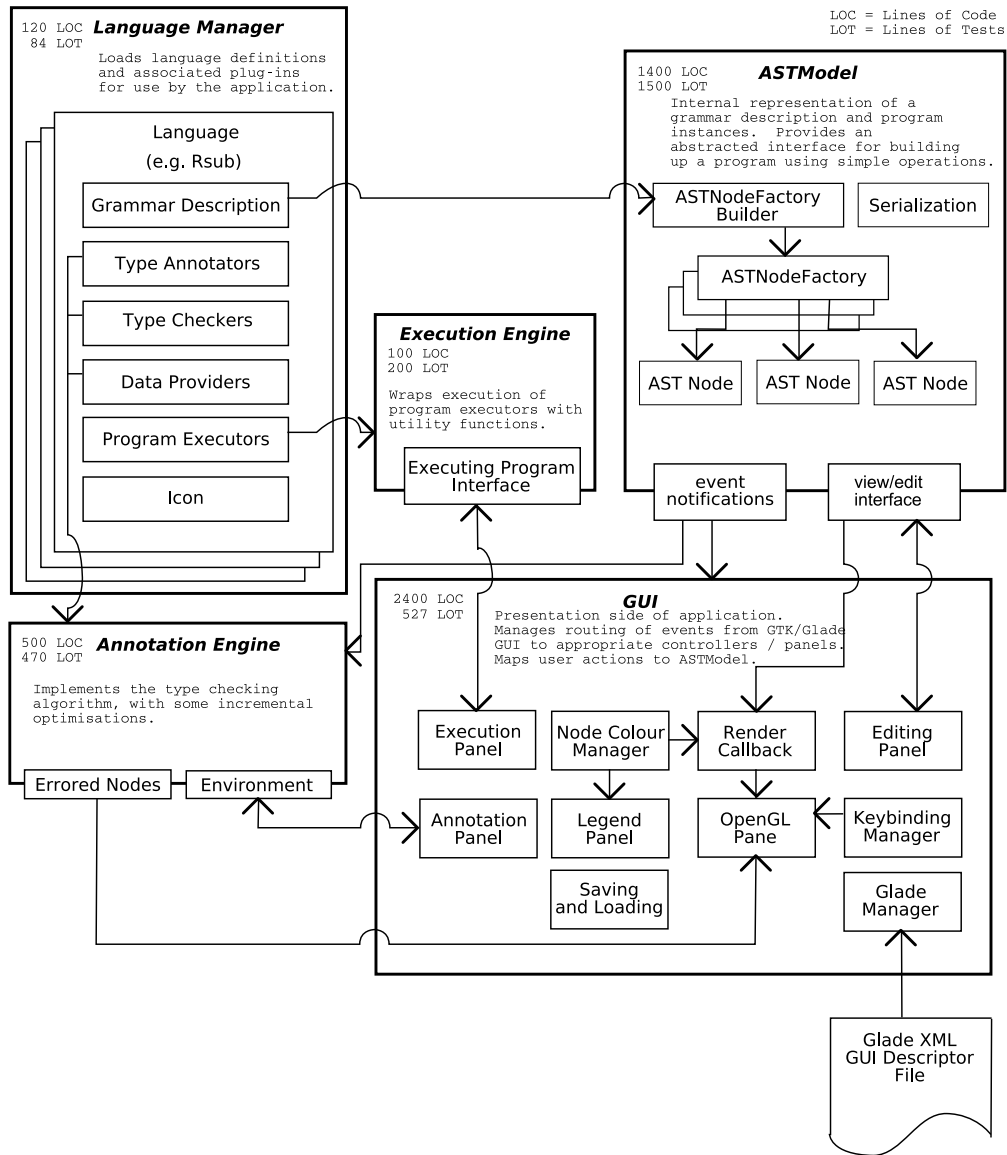 LOC = Lines of Code
LOT = Lines of Tests
120 LOC
84 LOT
Language Manager
Loads language definitions
and associated plug-ins
for use by the application.
Language
(e.g. Rsub)
Grammar Description
Type Annotators
Type Checkers
Data Providers
Program Executors
Icon
1400 LOC
1500 LOT
ASTModel
Internal representation of a
grammar description and program
instances.  Provides an
abstracted interface for building
up a program using simple operations.
ASTNodeFactory
Builder
Serialization
ASTNodeFactory
AST Node
AST Node
AST Node
event
notifications
view/edit
interface
Execution Engine
100 LOC
200 LOT
Wraps execution of
program executors with
utility functions.
Executing Program
Interface
500 LOC
470 LOT
Annotation Engine
Implements the type checking
algorithm, with some incremental
optimisations.
Errored Nodes
Environment
2400 LOC
527 LOT
GUI
Presentation side of application.
Manages routing of events from GTK/Glade
GUI to appropriate controllers / panels.
Maps user actions to ASTModel.
Execution
Panel
Node Colour
Manager
Render
Callback
Editing
Panel
Annotation
Panel
Legend
Panel
OpenGL
Pane
Keybinding
Manager
Saving
and Loading
Glade
Manager
Glade XML
GUI Descriptor
File